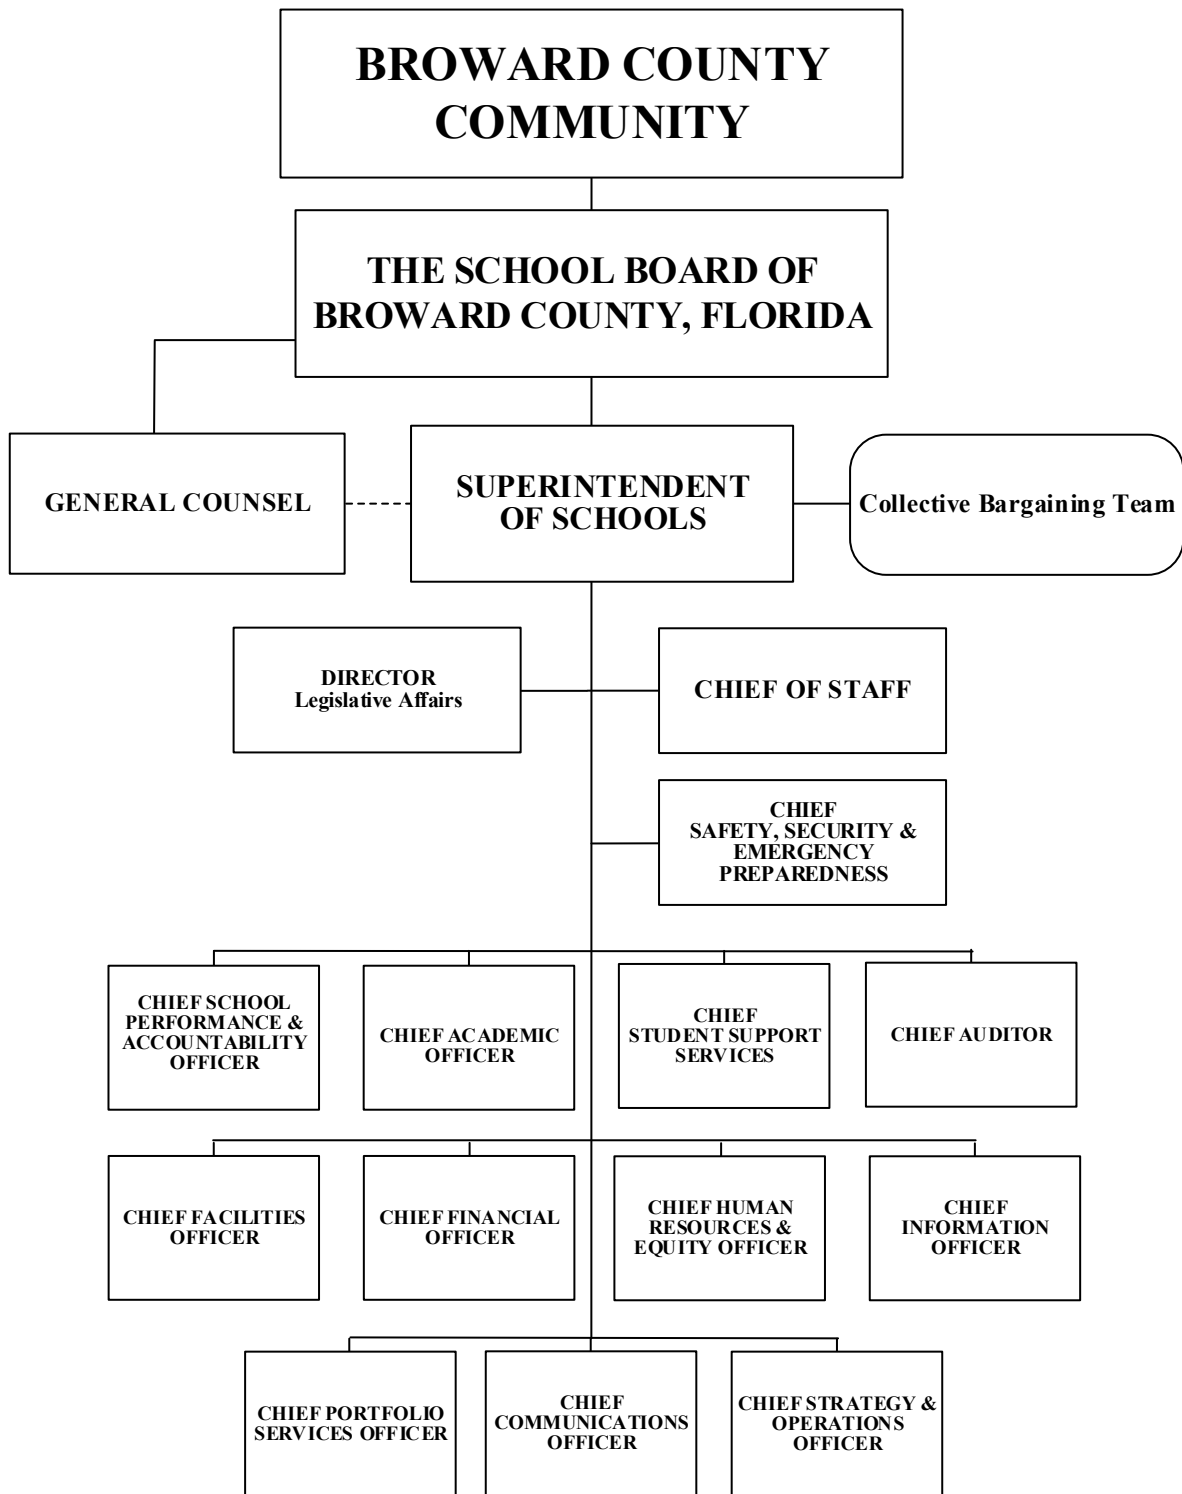 BROWARD COUNTY
COMMUNITY
THE SCHOOL BOARD OF
BROWARD COUNTY, FLORIDA
GENERAL COUNSEL
SUPERINTENDENT
OF SCHOOLS
Collective Bargaining Team
DIRECTOR
Legislative Affairs
CHIEF OF STAFF
CHIEF
SAFETY, SECURITY &
EMERGENCY
PREPAREDNESS
CHIEF SCHOOL
PERFORMANCE &
ACCOUNTABILITY
OFFICER
CHIEF ACADEMIC
OFFICER
CHIEF
STUDENT SUPPORT
SERVICES
CHIEF AUDITOR
CHIEF FACILITIES
OFFICER
CHIEF FINANCIAL
OFFICER
CHIEF HUMAN
RESOURCES &
EQUITY OFFICER
CHIEF
INFORMATION
OFFICER
CHIEF PORTFOLIO
SERVICES OFFICER
CHIEF
COMMUNICATIONS
OFFICER
CHIEF STRATEGY &
OPERATIONS
OFFICER